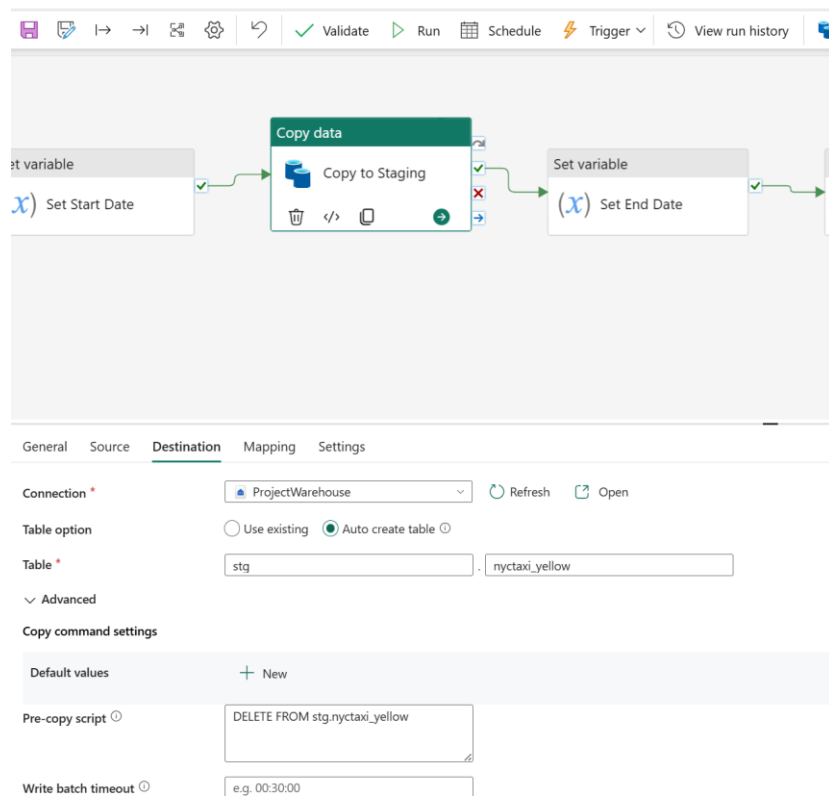 Validate Run Schedule Trigger View run history
Copy data
et variable
Set variable
Copy to Staging
(x) Set End Date
x) Set Start Date
</>
General Source Destination Mapping Settings
Connection * ProjectWarehouse Refresh Open
Table option Use existing Auto create table
Table * stg . nyctaxi_yellow
Advanced
Copy command settings
Default values + New
Pre-copy script DELETE FROM stg.nyctaxi_yellow
Write batch timeout e.g. 00:30:00